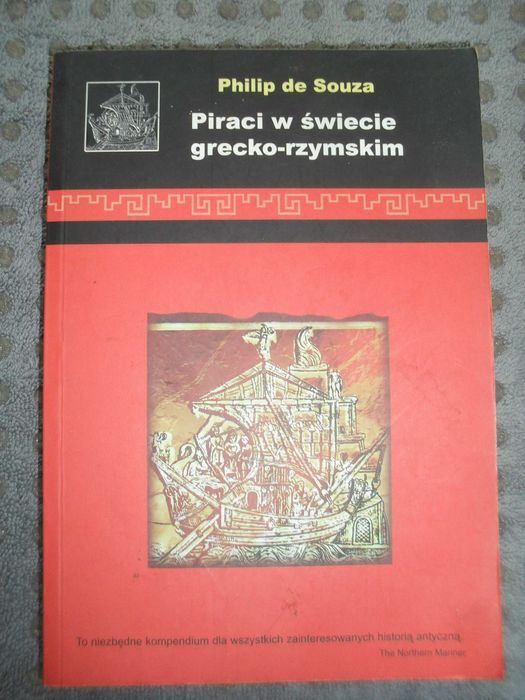 Philip de Souza
Piraci w świecie
grecko-rzymskim
To niezbędne kompendium dla wszystkich zainteresowanych historią antyczną.
The Northern Mariner